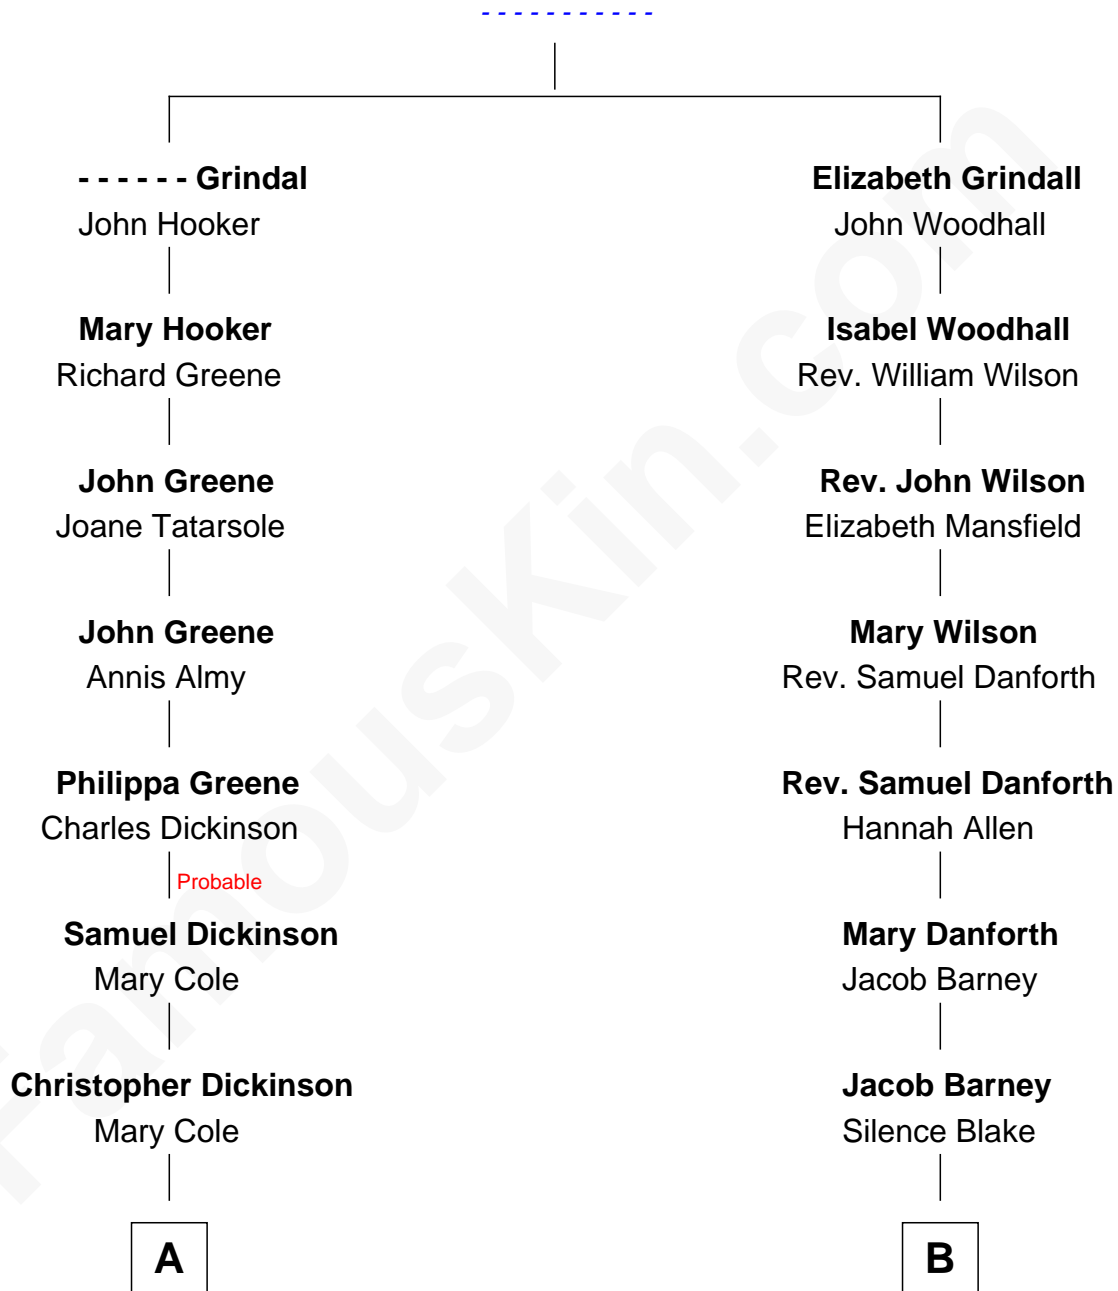 - - - - - - - - - - -
- - - - - - Grindal
John Hooker
Mary Hooker
Richard Greene
John Greene
Joane Tatarsole
John Greene
Annis Almy
Philippa Greene
Charles Dickinson
Probable
Samuel Dickinson
Mary Cole
Christopher Dickinson
Mary Cole
A
Elizabeth Grindall
John Woodhall
Isabel Woodhall
Rev. William Wilson
Rev. John Wilson
Elizabeth Mansfield
Mary Wilson
Rev. Samuel Danforth
Rev. Samuel Danforth
Hannah Allen
Mary Danforth
Jacob Barney
Jacob Barney
Silence Blake
B
FamousKin.com